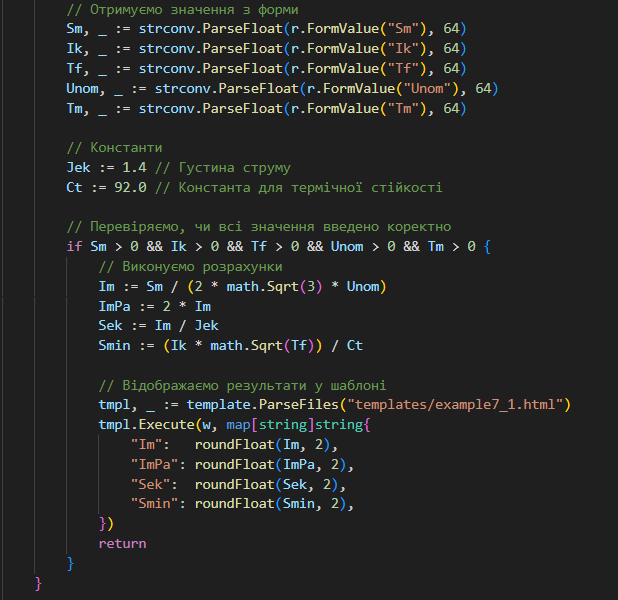 // Отримуємо значення з форми
Sm, _ := strconv.ParseFloat(r.FormValue("Sm"), 64)
Ik, _ := strconv.ParseFloat(r.FormValue("Ik"), 64)
Tf, _ := strconv.ParseFloat(r.FormValue("Tf"), 64)
Unom, _ := strconv.ParseFloat(r.FormValue("Unom"), 64)
Tm, _ := strconv.ParseFloat(r.FormValue("Tm"), 64)
// Константи
Jek := 1.4 // Густина струму
Ct := 92.0 // Константа для термічної стійкості
// Перевіряємо, чи всі значення введено коректно
if Sm > 0 && Ik > 0 && Tf > 0 && Unom > 0 && Tm > 0 {
// Виконуємо розрахунки
Im := Sm / (2 * math.Sqrt(3) * Unom)
ImPa := 2 * Im
Sek := Im / Jek
Smin := (Ik * math.Sqrt(Tf)) / Ct
// Відображаємо результати у шаблоні
tmpl, _ := template.ParseFiles("templates/example7_1.html")
tmpl.Execute(w, map[string]string{
"Im": roundFloat(Im, 2),
"ImPa": roundFloat(ImPa, 2),
"Sek": roundFloat(Sek, 2),
"Smin": roundFloat(Smin, 2),
})
return
}
}